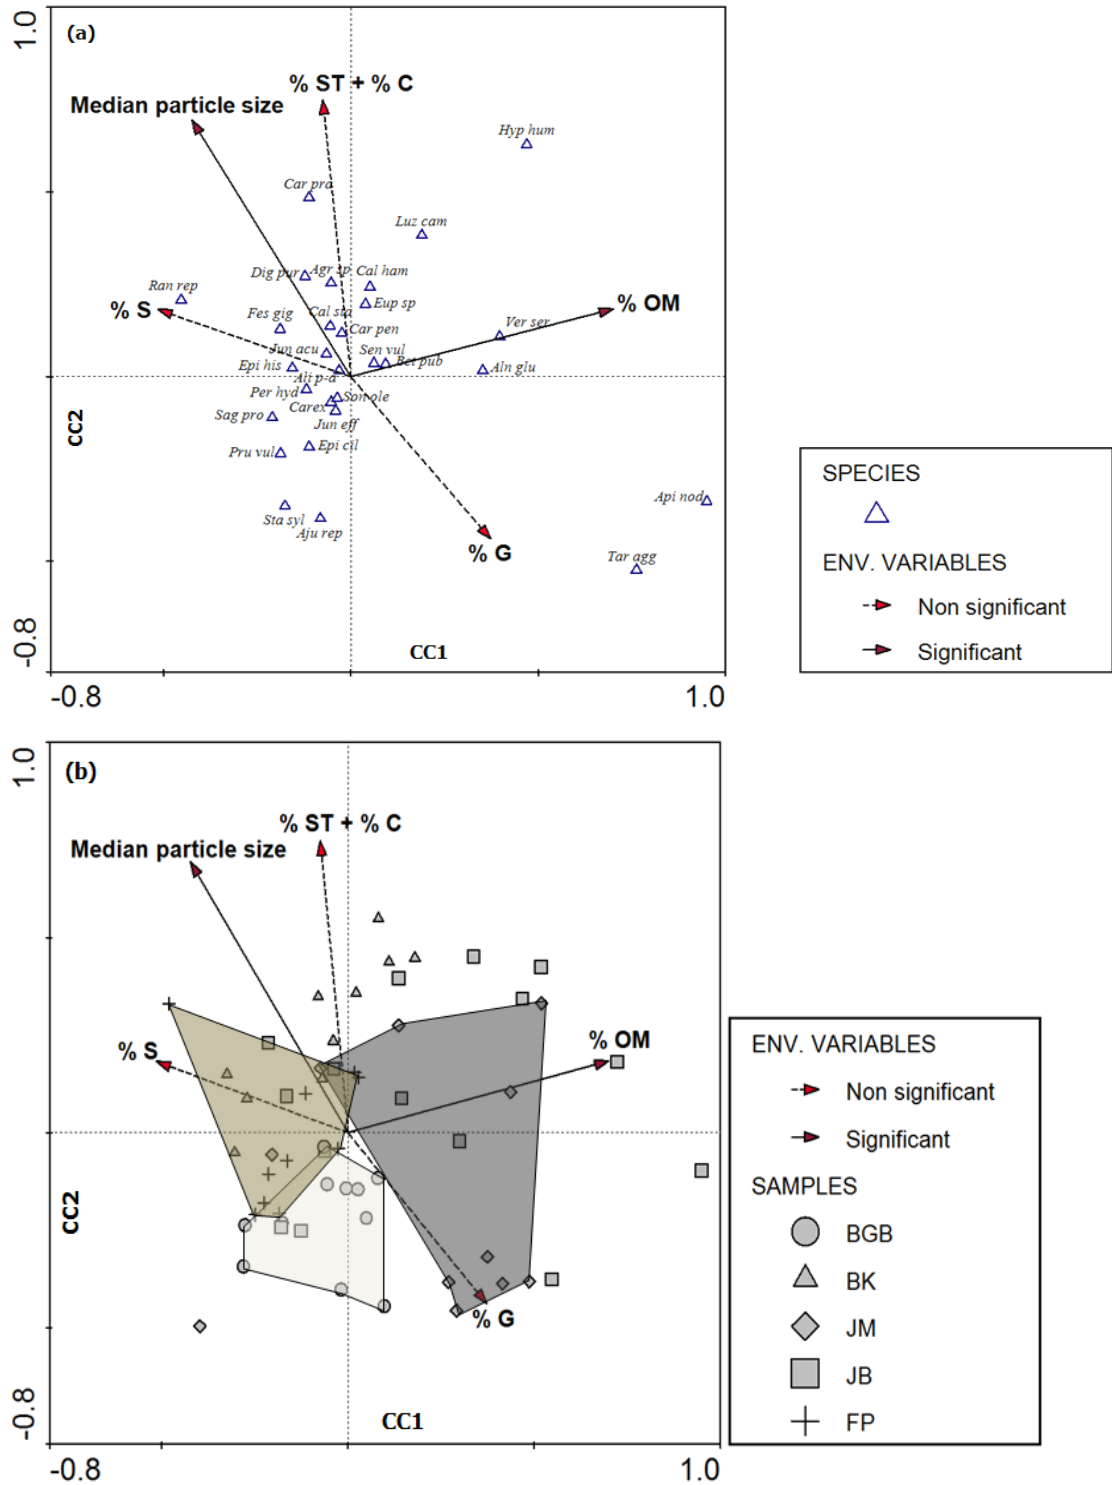 1.0
(a)
% ST + % C
Median particle size
Hyp hum
Car pra
Luz cam
Dig pur
Agr sp
Cal ham
Ran rep
Eup sp
% OM
% S
Fes gig
Cal sta
Car pen
Ver ser
Jun acu
Sen vul
Bet pub
Epi his
Ali p-a
Aln glu
Per hyd
Son ole
Carex
Sag pro
Jun eff
CC2
Pru vul
Epi cil
Api nod
Sta syl
Aju rep
% G
Tar agg
-0.8
CC1
-0.8
1.0
SPECIES
ENV. VARIABLES
Non significant
Significant
1.0
(b)
% ST + % C
Median particle size
% S
% OM
CC2
% G
-0.8
CC1
-0.8
1.0
ENV. VARIABLES
Non significant
Significant
SAMPLES
BGB
BK
JM
JB
FP